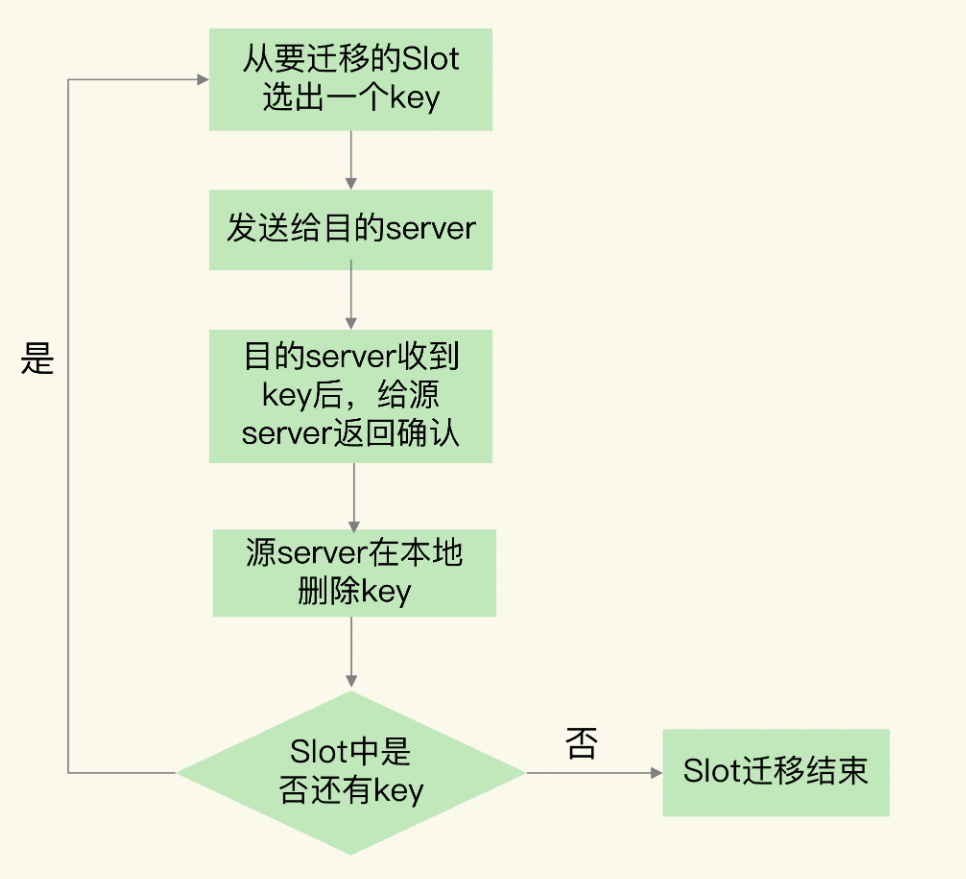 从要迁移的Slot
选出一个key
发送给目的server
是
目的server收到
key后，给源
server返回确认
源server在本地
删除key
Slot中是
否还有key
否
Slot迁移结束